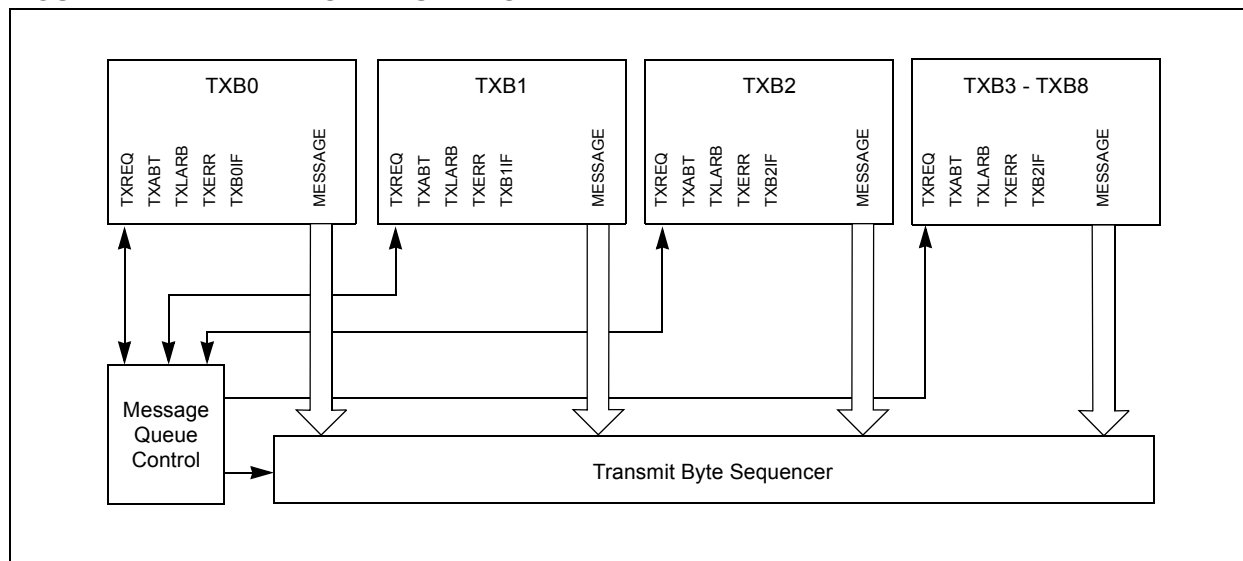 TXB0
TXREQ
TXABT
TXLARB
TXERR
TXB0IF
MESSAGE
TXB1
TXREQ
TXABT
TXLARB
TXERR
TXB1IF
MESSAGE
TXB2
TXREQ
TXABT
TXLARB
TXERR
TXB2IF
MESSAGE
TXB3 - TXB8
TXREQ
TXABT
TXLARB
TXERR
TXB2IF
MESSAGE
Message
Queue
Control
Transmit Byte Sequencer